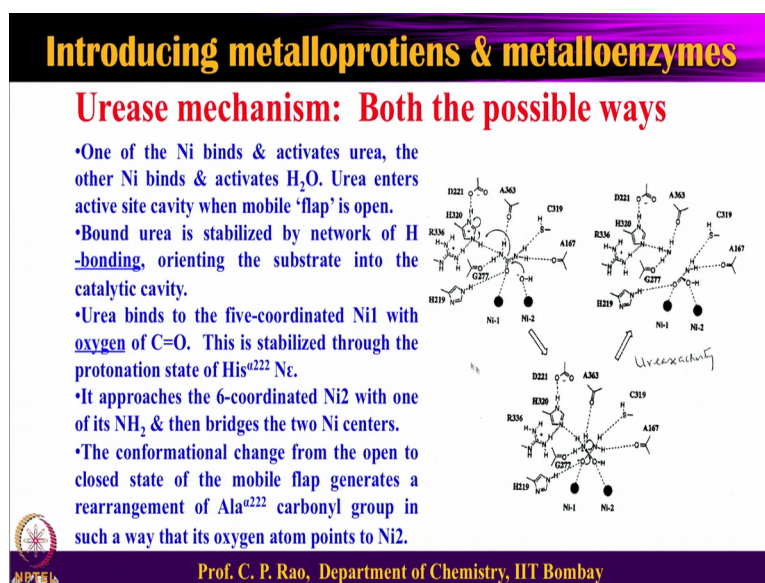 Introducing metalloprotiens & metalloenzymes
Urease mechanism: Both the possible ways
•One of the Ni binds & activates urea, the
other Ni binds & activates H₂O. Urea enters
active site cavity when mobile ‘flap’ is open.
•Bound urea is stabilized by network of H
-bonding, orienting the substrate into the
catalytic cavity.
•Urea binds to the five-coordinated Ni1 with
oxygen of C=O. This is stabilized through the
protonation state of Hisα222 Nε.
•It approaches the 6-coordinated Ni2 with one
of its NH₂ & then bridges the two Ni centers.
•The conformational change from the open to
closed state of the mobile flap generates a
rearrangement of Alaα222 carbonyl group in
such a way that its oxygen atom points to Ni2.
D221
A363
C319
H320
R336
A167
G277
H219
Ni-1
Ni-2
D221
A363
C319
H320
R336
A167
G277
H219
Ni-1
Ni-2
Urease activity
D221
A363
C319
H320
R336
A167
G277
H219
Ni-1
Ni-2
NPTEL
Prof. C. P. Rao, Department of Chemistry, IIT Bombay